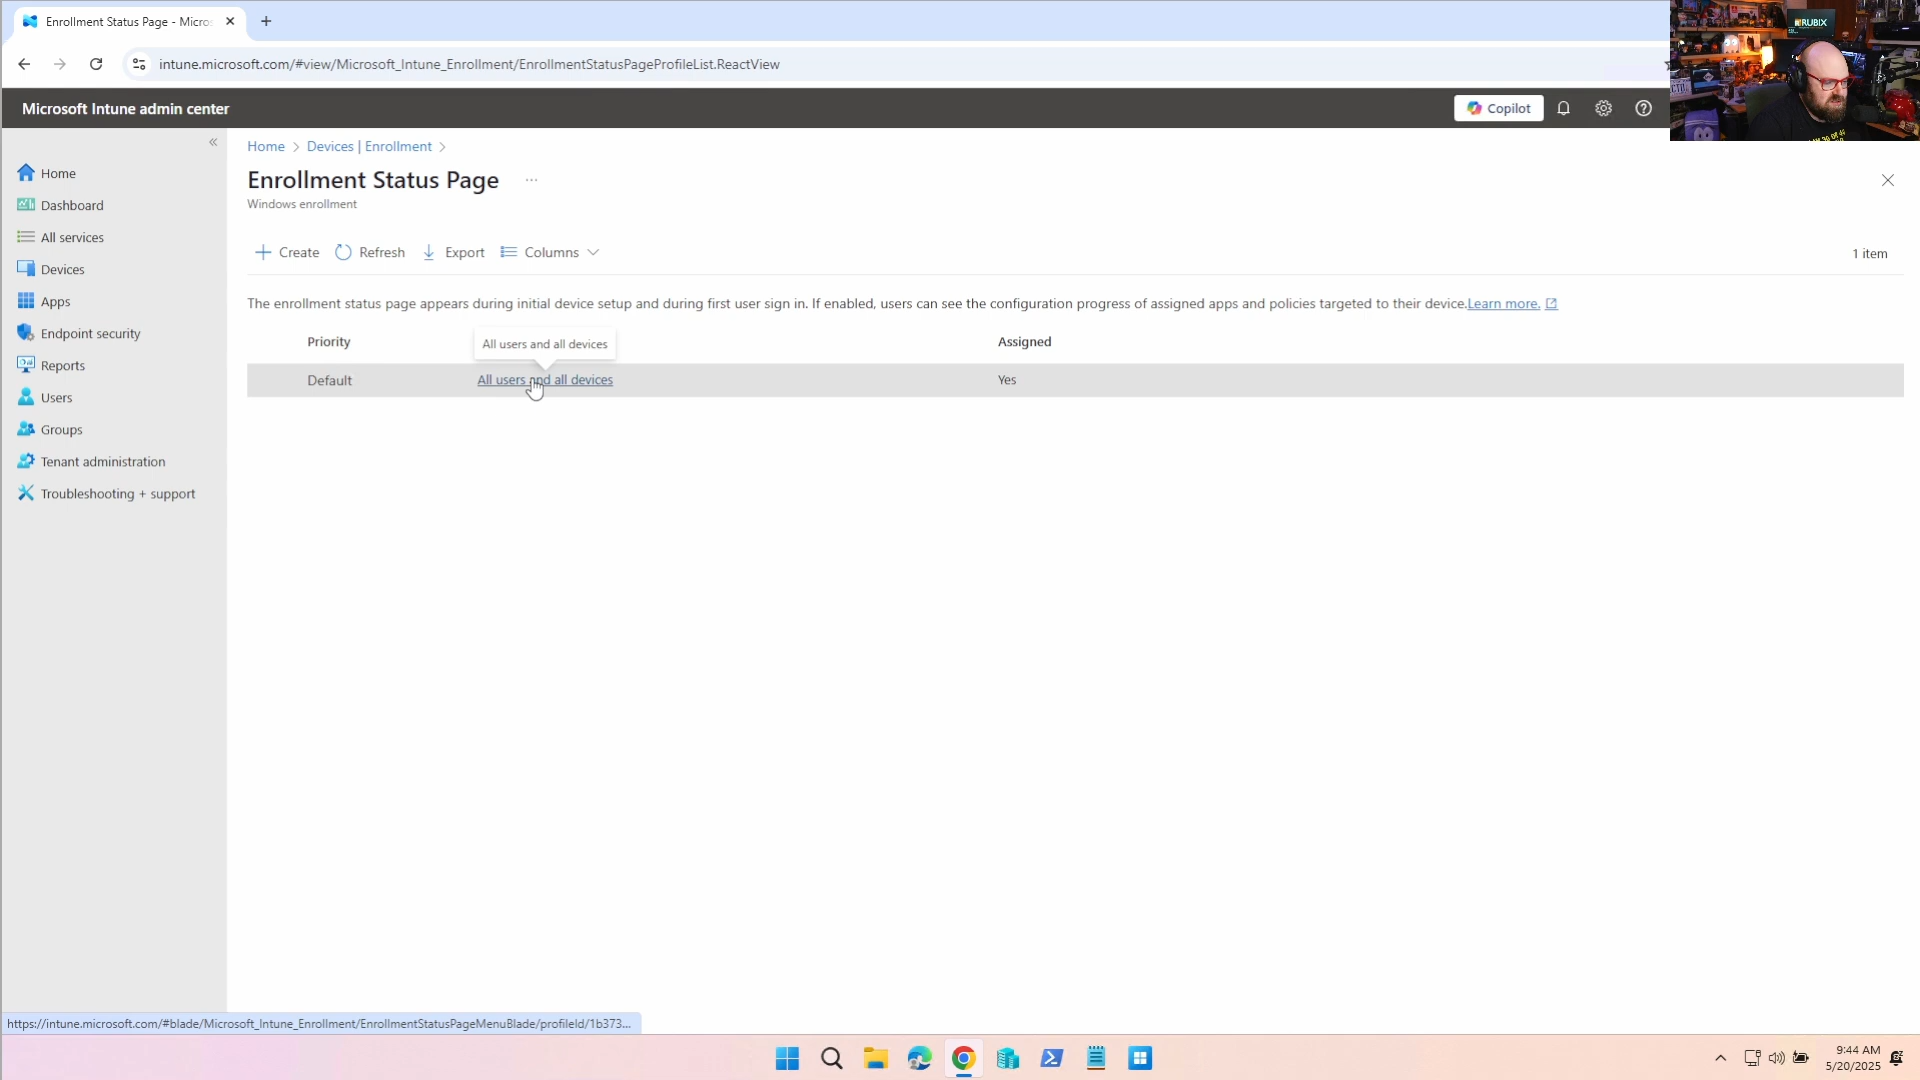 Enrollment Status Page - Micro
intune.microsoft.com/#view/Microsoft_Intune_Enrollment/EnrollmentStatusPageProfileList.ReactView
Microsoft Intune admin center
Copilot
RUBIX
Home > Devices | Enrollment >
Enrollment Status Page ...
Windows enrollment
Home
Dashboard
All services
Devices
Apps
Endpoint security
Reports
Users
Groups
Tenant administration
Troubleshooting + support
Create Refresh Export Columns
1 item
The enrollment status page appears during initial device setup and during first user sign in. If enabled, users can see the configuration progress of assigned apps and policies targeted to their device.Learn more.
Priority Assigned
All users and all devices
Default All users and all devices Yes
https://intune.microsoft.com/#blade/Microsoft_Intune_Enrollment/EnrollmentStatusPageMenuBlade/profileId/1b373...
9:44 AM
5/20/2025